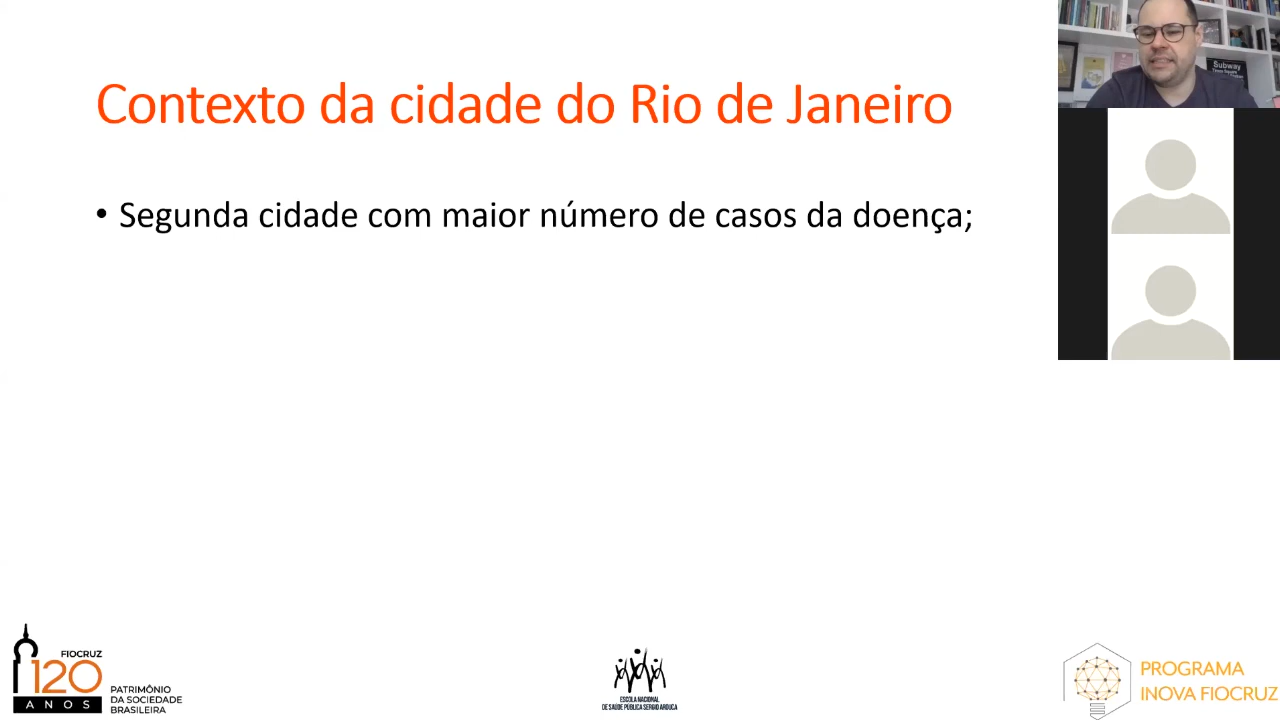 Contexto da cidade do Rio de Janeiro
• Segunda cidade com maior número de casos da doença;
Subway
FIOCRUZ
120
ANOS
PATRIMÔNIO
DA SOCIEDADE
BRASILEIRA
ESCOLA NACIONAL
DE SAÚDE PÚBLICA SERGIO AROUCA
PROGRAMA
INOVA FIOCRUZ